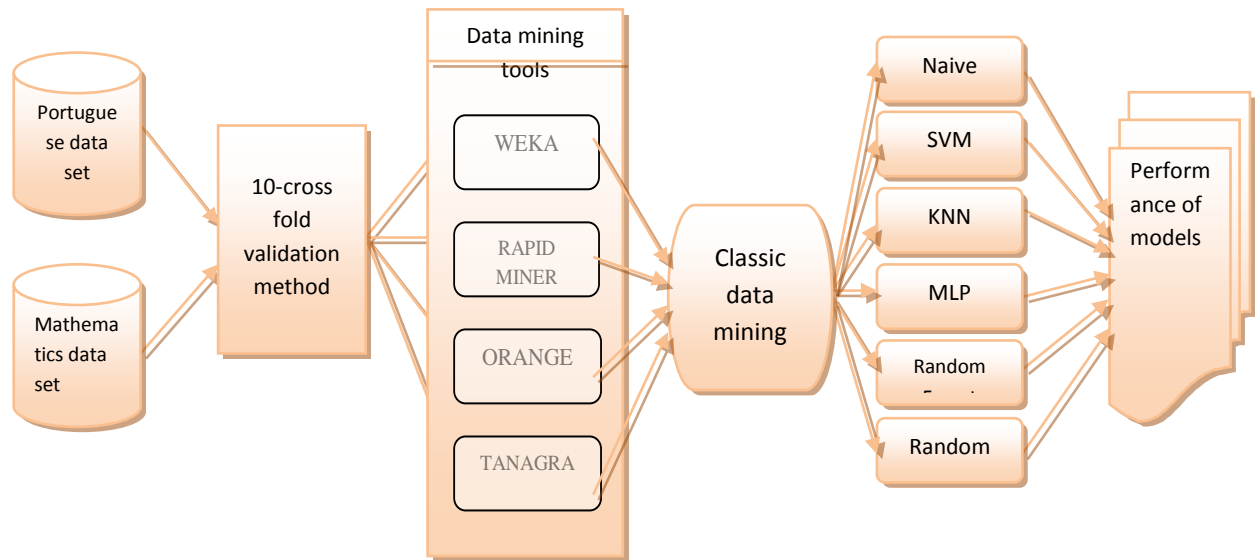 Portugue
se data
set
Mathema
tics data
set
10-cross
fold
validation
method
Data mining
tools
WEKA
RAPID
MINER
ORANGE
TANAGRA
Classic
data
mining
Naive
SVM
KNN
MLP
Random
Random
Perform
ance of
models